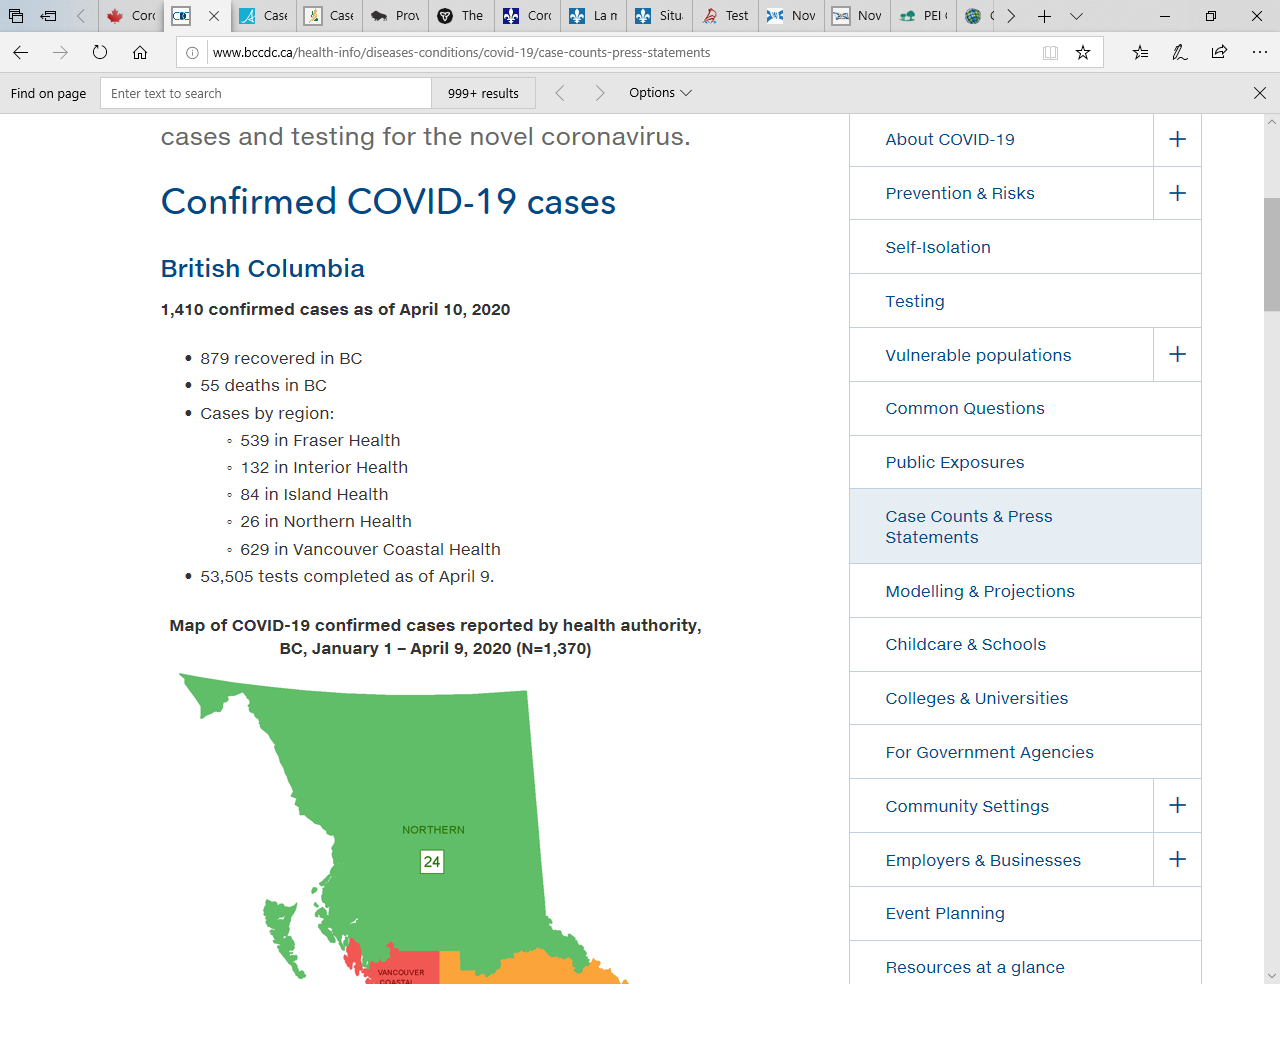 Corc
Case
Case
Prov
The
Corc
La m
Situa
Test
Nov
Nov
PEI
www.bccdc.ca/health-info/diseases-conditions/covid-19/case-counts-press-statements
Find on page
Enter text to search
999+ results
Options
cases and testing for the novel coronavirus.
Confirmed COVID-19 cases
British Columbia
1,410 confirmed cases as of April 10, 2020
879 recovered in BC
55 deaths in BC
Cases by region:
539 in Fraser Health
132 in Interior Health
84 in Island Health
26 in Northern Health
629 in Vancouver Coastal Health
53,505 tests completed as of April 9.
Map of COVID-19 confirmed cases reported by health authority,
BC, January 1 – April 9, 2020 (N=1,370)
NORTHERN
24
VANCOUVER
COASTAL
About COVID-19
Prevention & Risks
Self-Isolation
Testing
Vulnerable populations
Common Questions
Public Exposures
Case Counts & Press
Statements
Modelling & Projections
Childcare & Schools
Colleges & Universities
For Government Agencies
Community Settings
Employers & Businesses
Event Planning
Resources at a glance